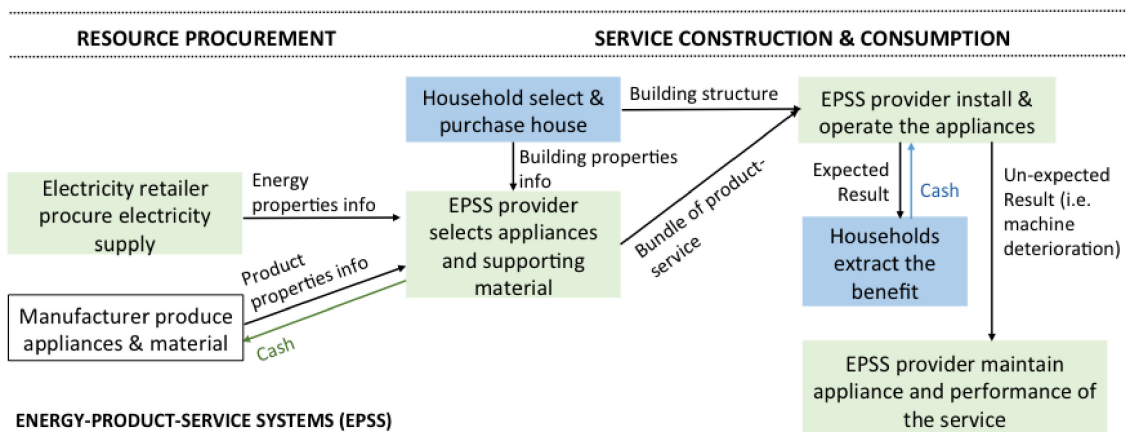 RESOURCE PROCUREMENT
SERVICE CONSTRUCTION & CONSUMPTION
Household select &
purchase house
Building structure
EPSS provider install &
operate the appliances
Building properties
info
Electricity retailer
procure electricity
supply
Energy
properties info
EPSS provider
selects appliances
and supporting
material
Bundle of product-
service
Expected
Result
Cash
Un-expected
Result (i.e.
machine
deterioration)
Households
extract the
benefit
Product
properties info
Manufacturer produce
appliances & material
Cash
EPSS provider maintain
appliance and performance of
the service
ENERGY-PRODUCT-SERVICE SYSTEMS (EPSS)